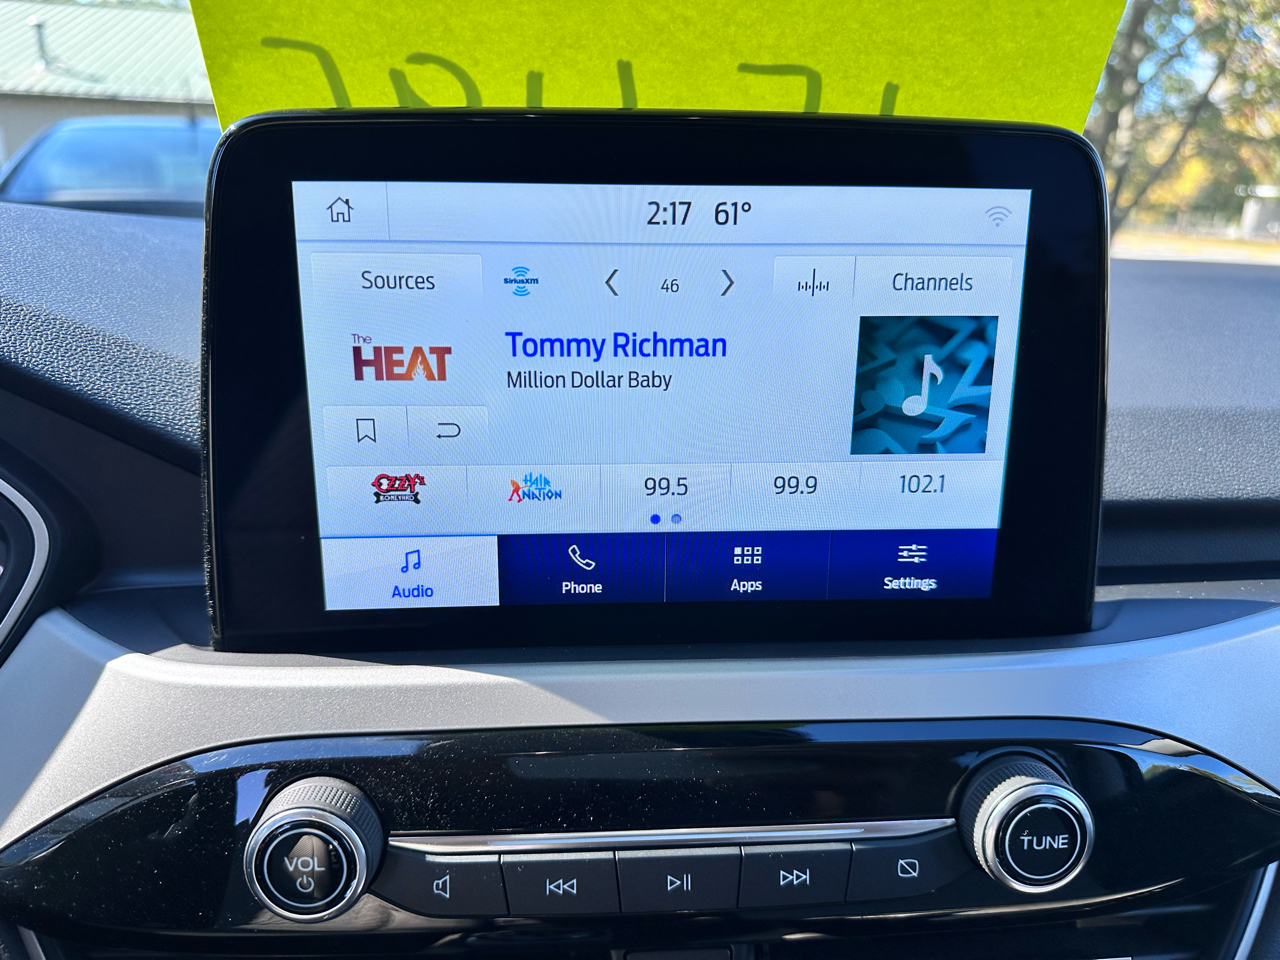 2:17 61°
Sources
SiriusXM
46
Channels
The
HEAT
Tommy Richman
Million Dollar Baby
OZZY'S
BONEYARD
HAIR
NATION
99.5
99.9
102.1
Audio
Phone
Apps
Settings
VOL
TUNE